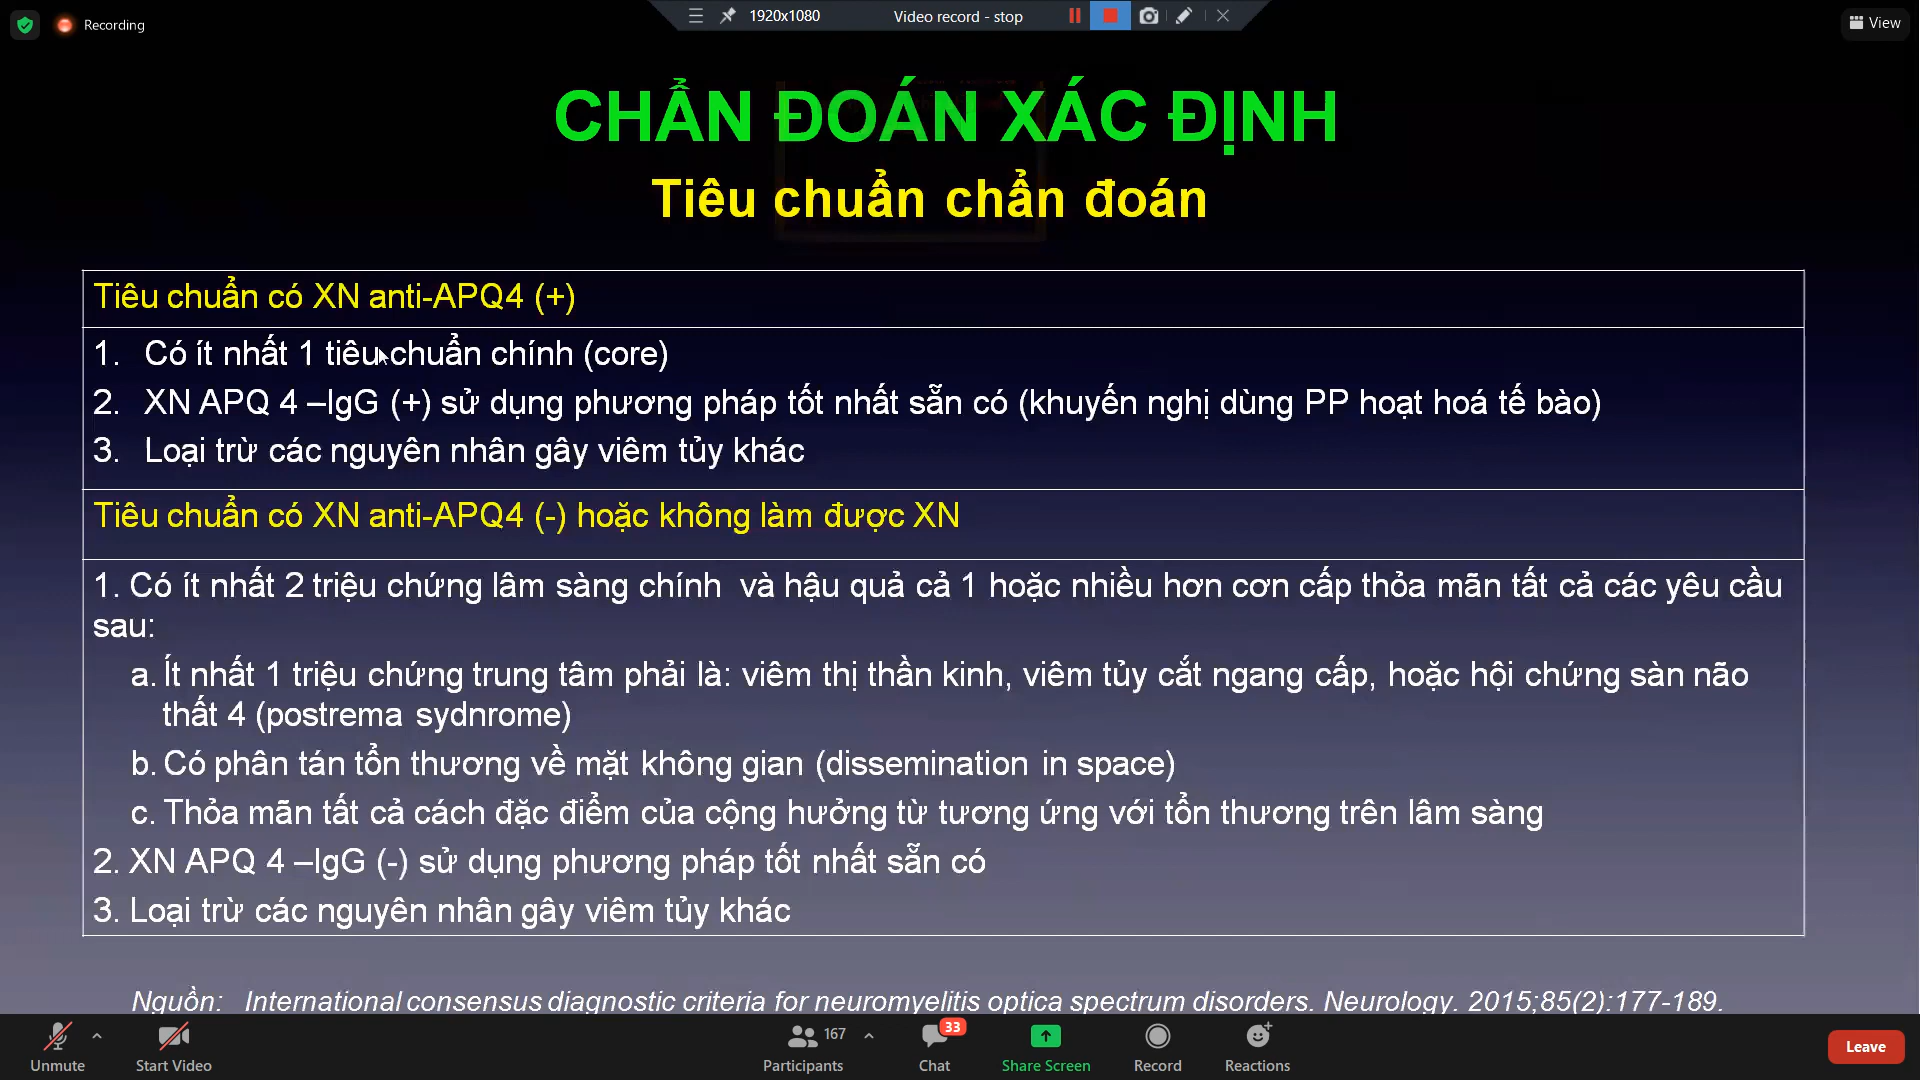 Recording
1920x1080
Video record - stop
View
CHẨN ĐOÁN XÁC ĐỊNH
Tiêu chuẩn chẩn đoán
Tiêu chuẩn có XN anti-APQ4 (+)
1. Có ít nhất 1 tiêu chuẩn chính (core)
2. XN APQ 4 –IgG (+) sử dụng phương pháp tốt nhất sẵn có (khuyến nghị dùng PP hoạt hoá tế bào)
3. Loại trừ các nguyên nhân gây viêm tủy khác
Tiêu chuẩn có XN anti-APQ4 (-) hoặc không làm được XN
1. Có ít nhất 2 triệu chứng lâm sàng chính và hậu quả cả 1 hoặc nhiều hơn cơn cấp thỏa mãn tất cả các yêu cầu
sau:
a. Ít nhất 1 triệu chứng trung tâm phải là: viêm thị thần kinh, viêm tủy cắt ngang cấp, hoặc hội chứng sàn não
thất 4 (postrema sydnrome)
b. Có phân tán tổn thương về mặt không gian (dissemination in space)
c. Thỏa mãn tất cả cách đặc điểm của cộng hưởng từ tương ứng với tổn thương trên lâm sàng
2. XN APQ 4 –IgG (-) sử dụng phương pháp tốt nhất sẵn có
3. Loại trừ các nguyên nhân gây viêm tủy khác
Nguồn: International consensus diagnostic criteria for neuromyelitis optica spectrum disorders. Neurology. 2015;85(2):177-189.
Unmute
Start Video
167
Participants
33
Chat
Share Screen
Record
Reactions
Leave